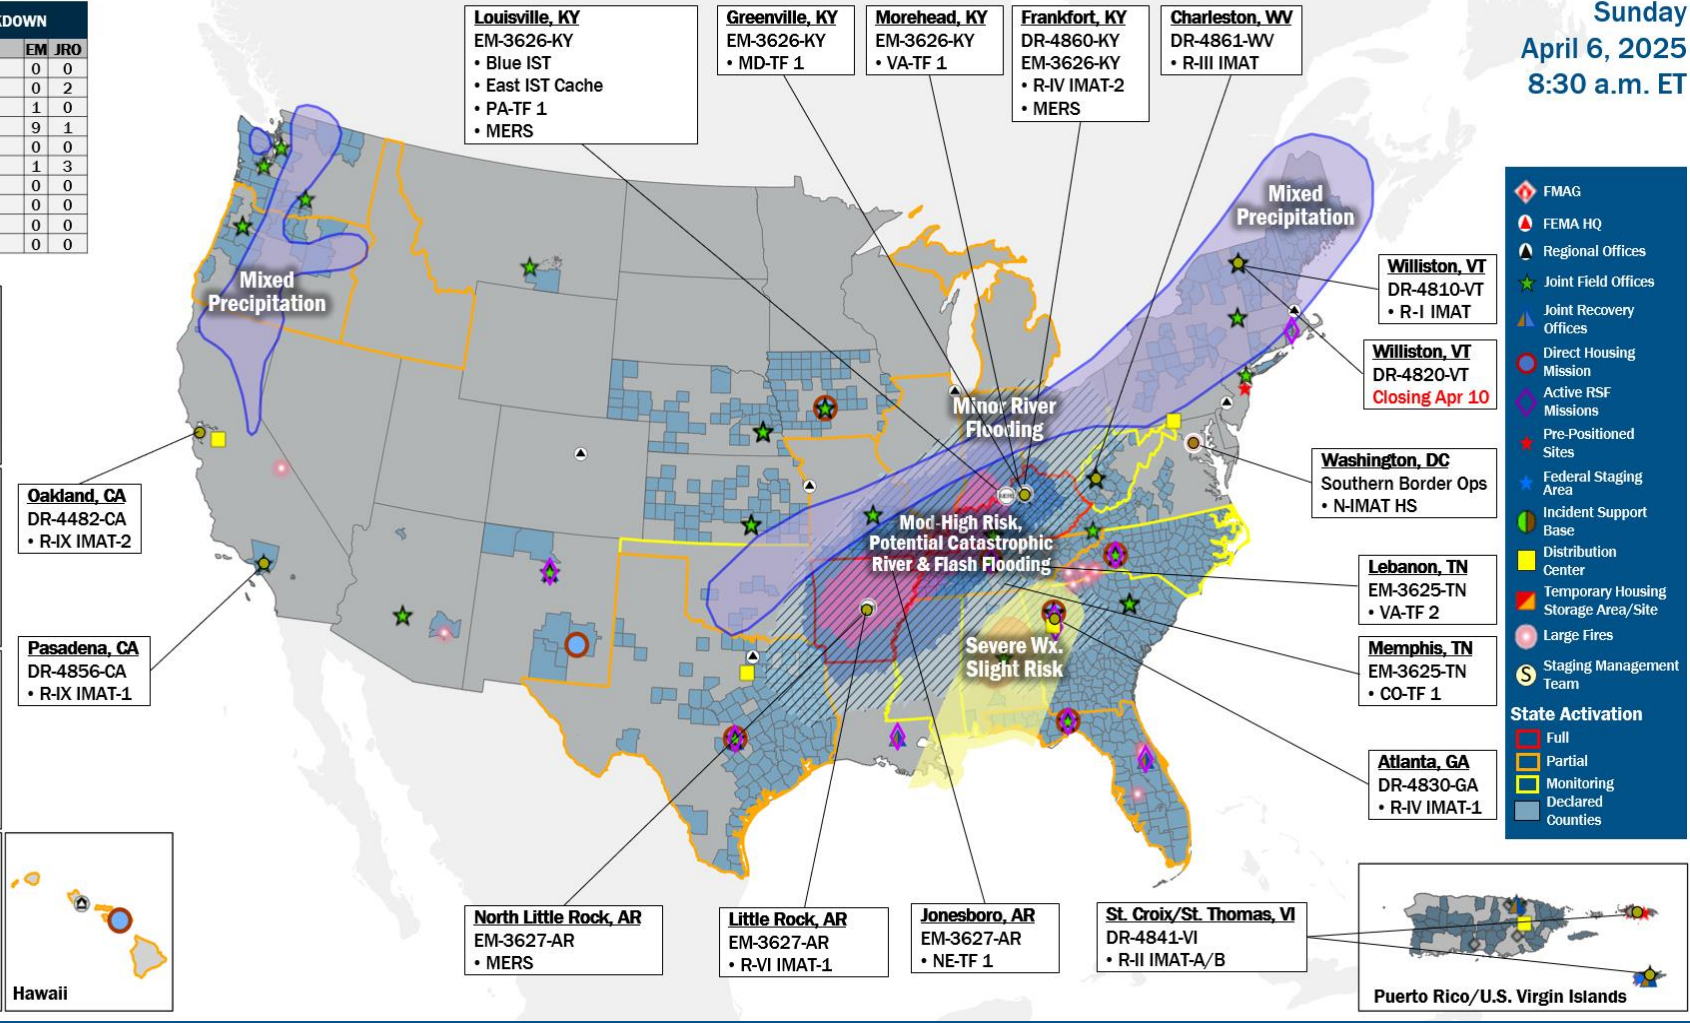 KDOWN
EM JRO
0 0
0 2
1 0
9 1
0 0
1 3
0 0
0 0
0 0
0 0
Louisville, KY
EM-3626-KY
• Blue IST
• East IST Cache
• PA-TF 1
• MERS
Greenville, KY
EM-3626-KY
• MD-TF 1
Morehead, KY
EM-3626-KY
• VA-TF 1
Frankfort, KY
DR-4860-KY
EM-3626-KY
• R-IV IMAT-2
• MERS
Charleston, WV
DR-4861-WV
• R-III IMAT
Sunday
April 6, 2025
8:30 a.m. ET
Mixed
Precipitation
Mixed
Precipitation
Minor River
Flooding
Mod-High Risk,
Potential Catastrophic
River & Flash Flooding
Severe Wx.
Slight Risk
MERS
Williston, VT
DR-4810-VT
• R-I IMAT
Williston, VT
DR-4820-VT
Closing Apr 10
Washington, DC
Southern Border Ops
• N-IMAT HS
Lebanon, TN
EM-3625-TN
• VA-TF 2
Memphis, TN
EM-3625-TN
• CO-TF 1
Atlanta, GA
DR-4830-GA
• R-IV IMAT-1
Oakland, CA
DR-4482-CA
• R-IX IMAT-2
Pasadena, CA
DR-4856-CA
• R-IX IMAT-1
North Little Rock, AR
EM-3627-AR
• MERS
Little Rock, AR
EM-3627-AR
• R-VI IMAT-1
Jonesboro, AR
EM-3627-AR
• NE-TF 1
St. Croix/St. Thomas, VI
DR-4841-VI
• R-II IMAT-A/B
Hawaii
Puerto Rico/U.S. Virgin Islands
FMAG
FEMA HQ
Regional Offices
Joint Field Offices
Joint Recovery
Offices
Direct Housing
Mission
Active RSF
Missions
Pre-Positioned
Sites
Federal Staging
Area
Incident Support
Base
Distribution
Center
Temporary Housing
Storage Area/Site
Large Fires
S
Staging Management
Team
State Activation
Full
Partial
Monitoring
Declared
Counties